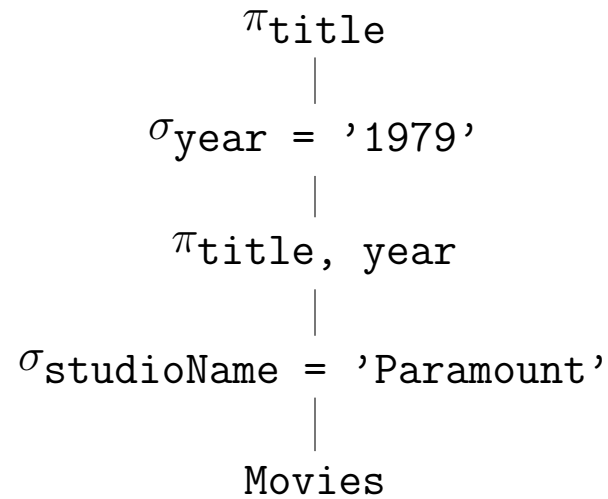 πtitle
σyear = ’1979’
πtitle, year
σstudioName = ’Paramount’
Movies